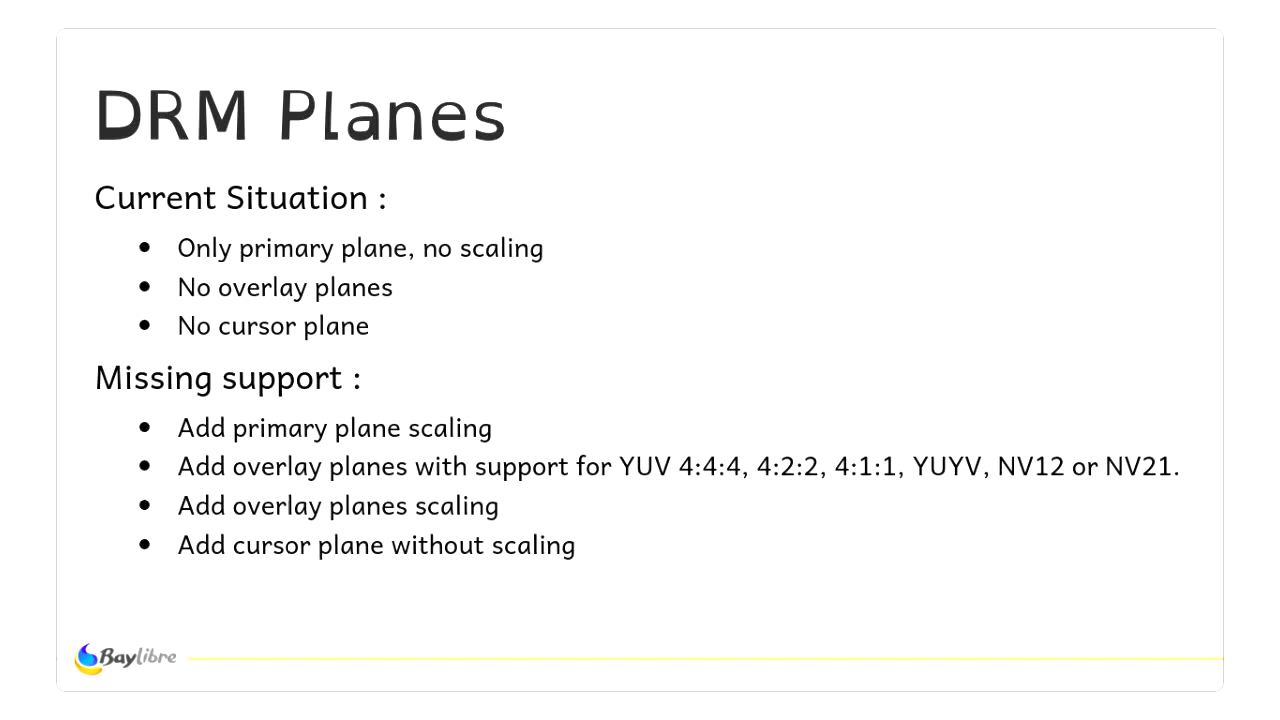 DRM Planes
Current Situation :
• Only primary plane, no scaling
• No overlay planes
• No cursor plane
Missing support :
• Add primary plane scaling
• Add overlay planes with support for YUV 4:4:4, 4:2:2, 4:1:1, YUYV, NV12 or NV21.
• Add overlay planes scaling
• Add cursor plane without scaling
Baylibre